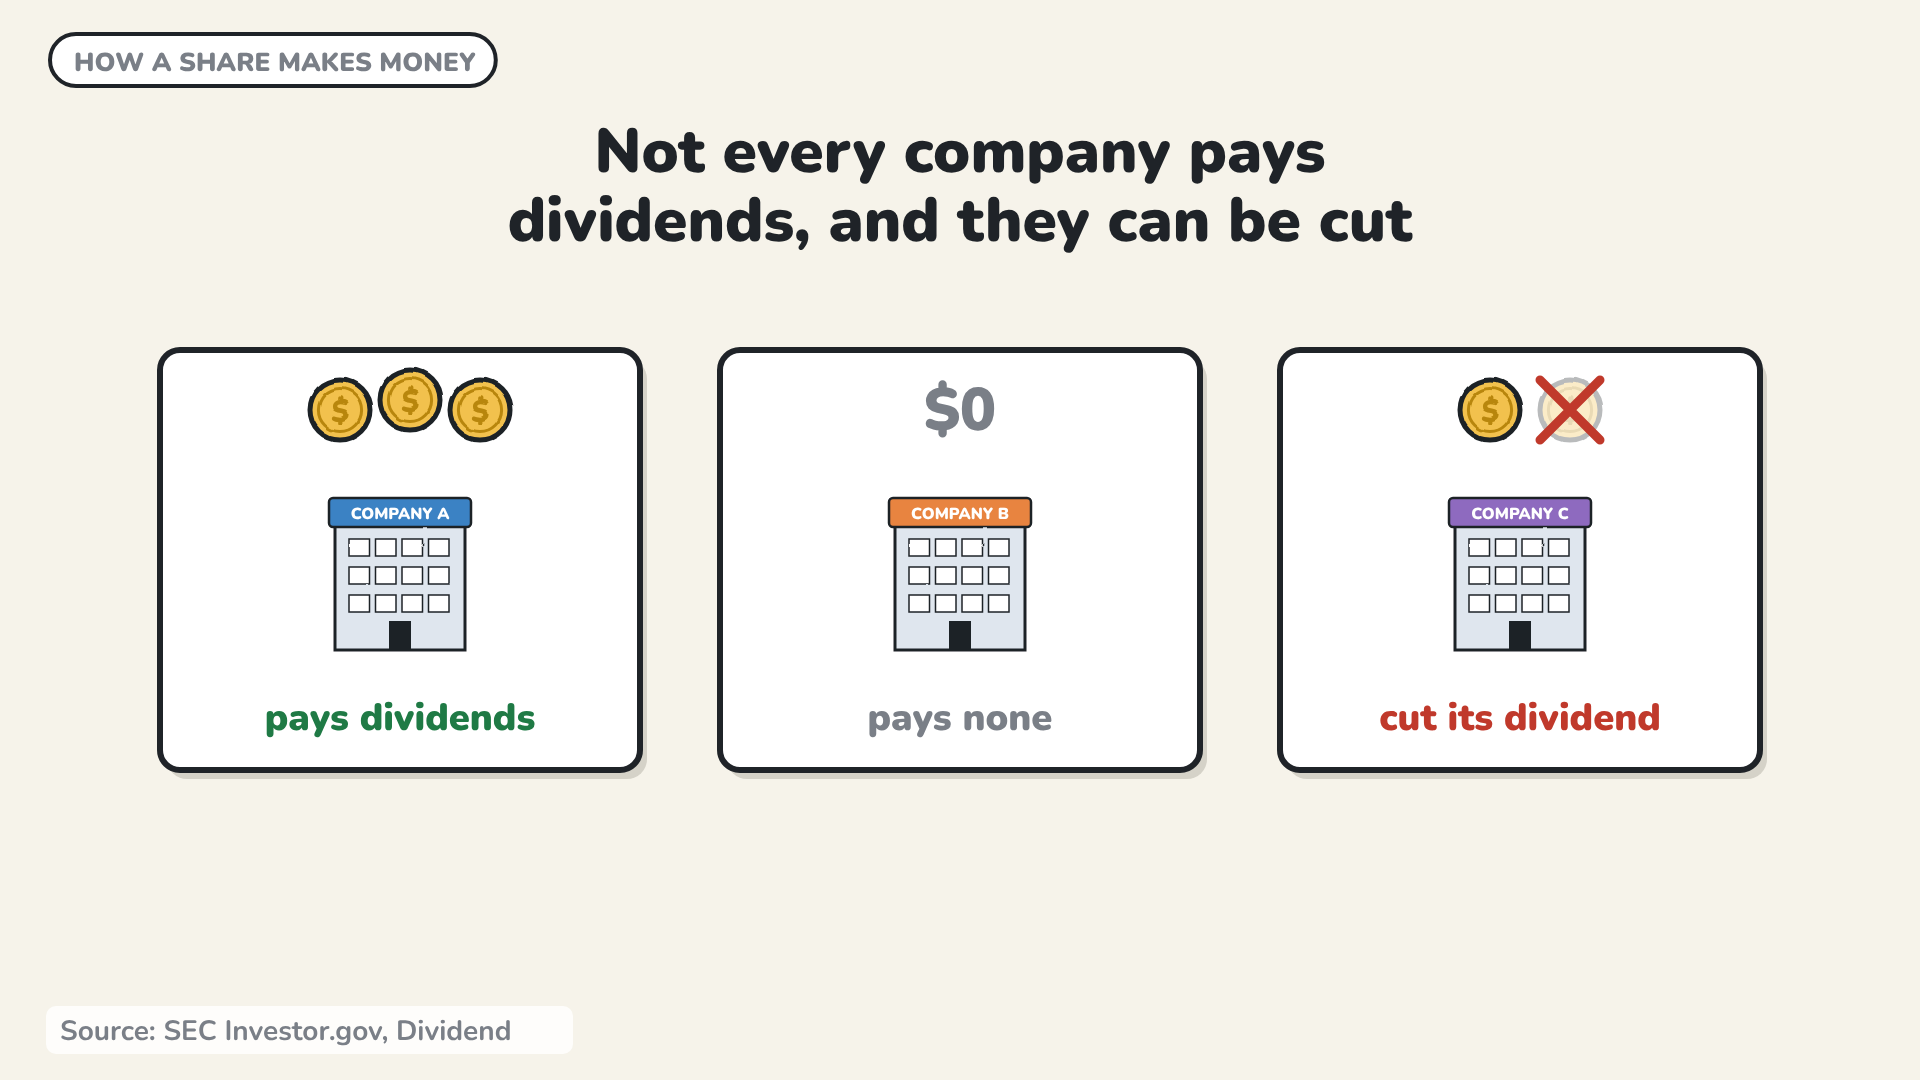 HOW A SHARE MAKES MONEY
Not every company pays
dividends, and they can be cut
$ $ $
$0
$
COMPANY A
COMPANY B
COMPANY C
pays dividends
pays none
cut its dividend
Source: SEC Investor.gov, Dividend